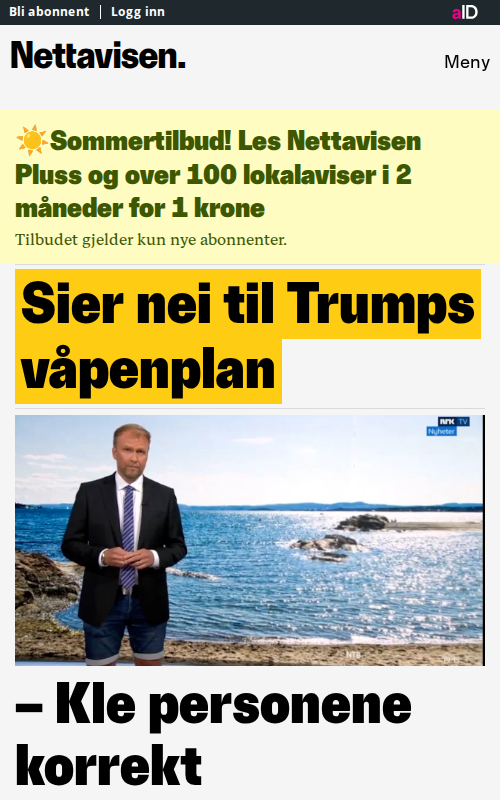 Bli abonnent
Logg inn
aID
Nettavisen.
Meny
Sommertilbud! Les Nettavisen
Pluss og over 100 lokalaviser i 2
måneder for 1 krone
Tilbudet gjelder kun nye abonnenter.
Sier nei til Trumps
våpenplan
NRK TV
Nyheter
NTB
– Kle personene
korrekt